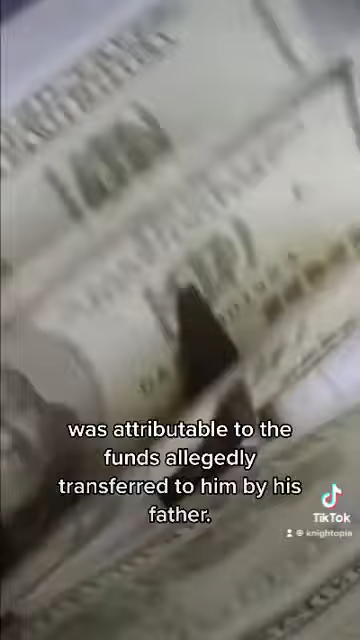 was attributable to the
funds allegedly
transferred to him by his
father.
TikTok
@ knightopia